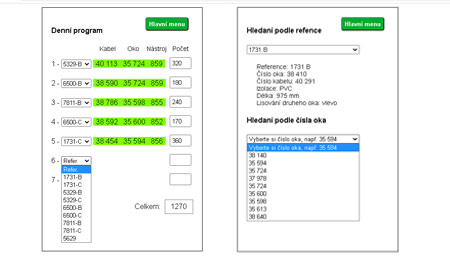 Hlavní menu
Denní program
Kabel Oko Nástroj Počet
1 - 5329-B 40 113 35 724 859 320
2 - 6500-B 38 590 35 724 859 180
3 - 7811-B 38 786 35 598 855 240
4 - 6500-C 38 592 35 600 852 170
5 - 1731-C 38 454 35 594 856 360
6 - Refer.
Refer.
1731-B
1731-C
5329-B
5329-C
6500-B
6500-C
7811-B
7811-C
5629
7 -
Celkem: 1270
Hlavní menu
Hledaní podle refence
1731 B
Reference: 1731 B
Číslo oka: 38 410
Číslo kabelu: 40 291
Izolace: PVC
Délka: 975 mm
Lisování druheho oka: vlevo
Hledaní podle čísla oka
Vyberte si číslo oka, např. 35 594
Vyberte si číslo oka, např. 35 594
38 140
35 594
35 724
37 978
35 724
35 600
35 598
35 613
38 640